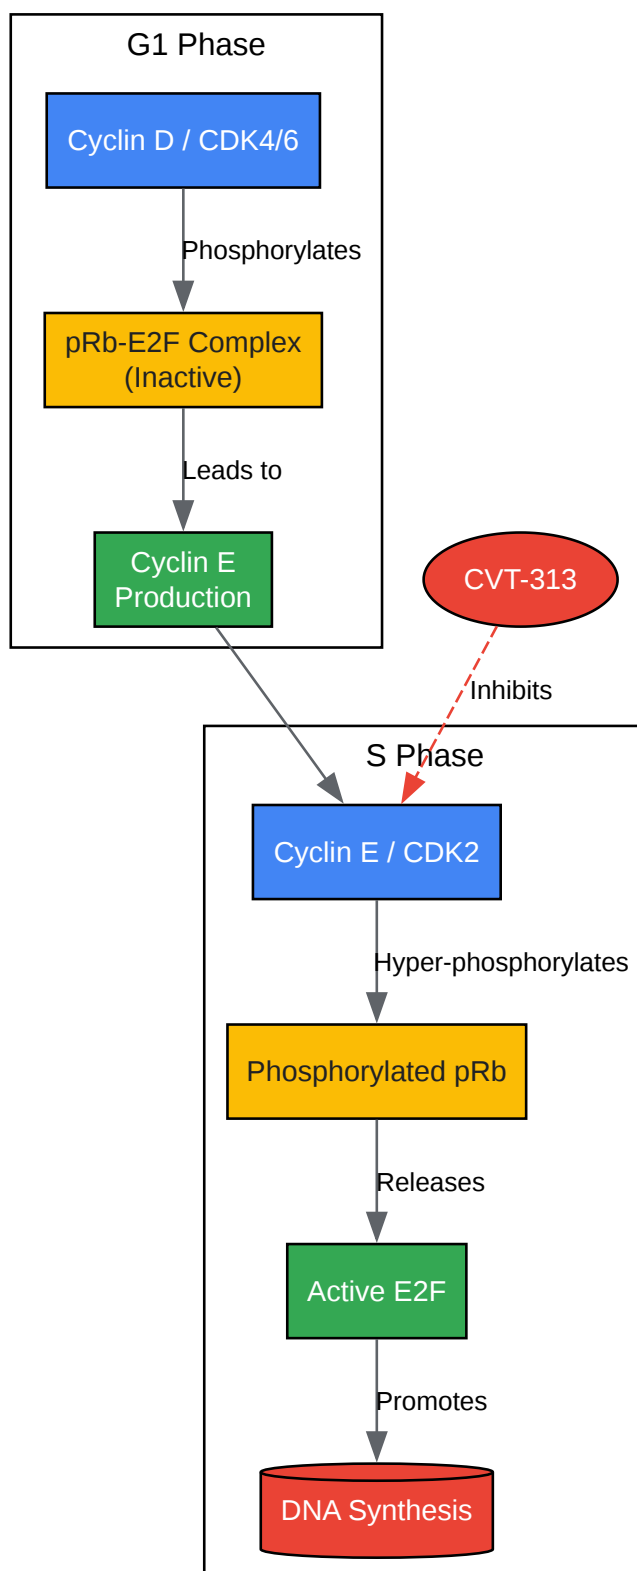 G1 Phase
Cyclin D / CDK4/6
Phosphorylates
pRb-E2F Complex
(Inactive)
Leads to
Cyclin E
Production
CVT-313
Inhibits
S Phase
Cyclin E / CDK2
Hyper-phosphorylates
Phosphorylated pRb
Releases
Active E2F
Promotes
DNA Synthesis